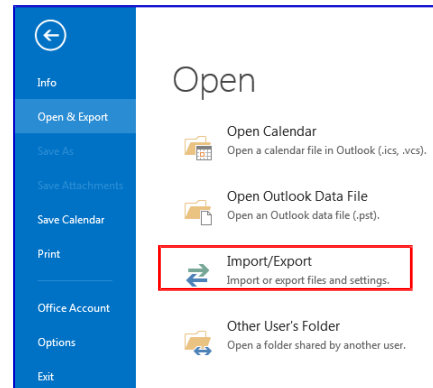 Info
Open & Export
Save As
Save Attachments
Save Calendar
Print
Office Account
Options
Exit
Open
Open Calendar
Open a calendar file in Outlook (.ics, .vcs).
Open Outlook Data File
Open an Outlook data file (.pst).
Import/Export
Import or export files and settings.
Other User's Folder
Open a folder shared by another user.